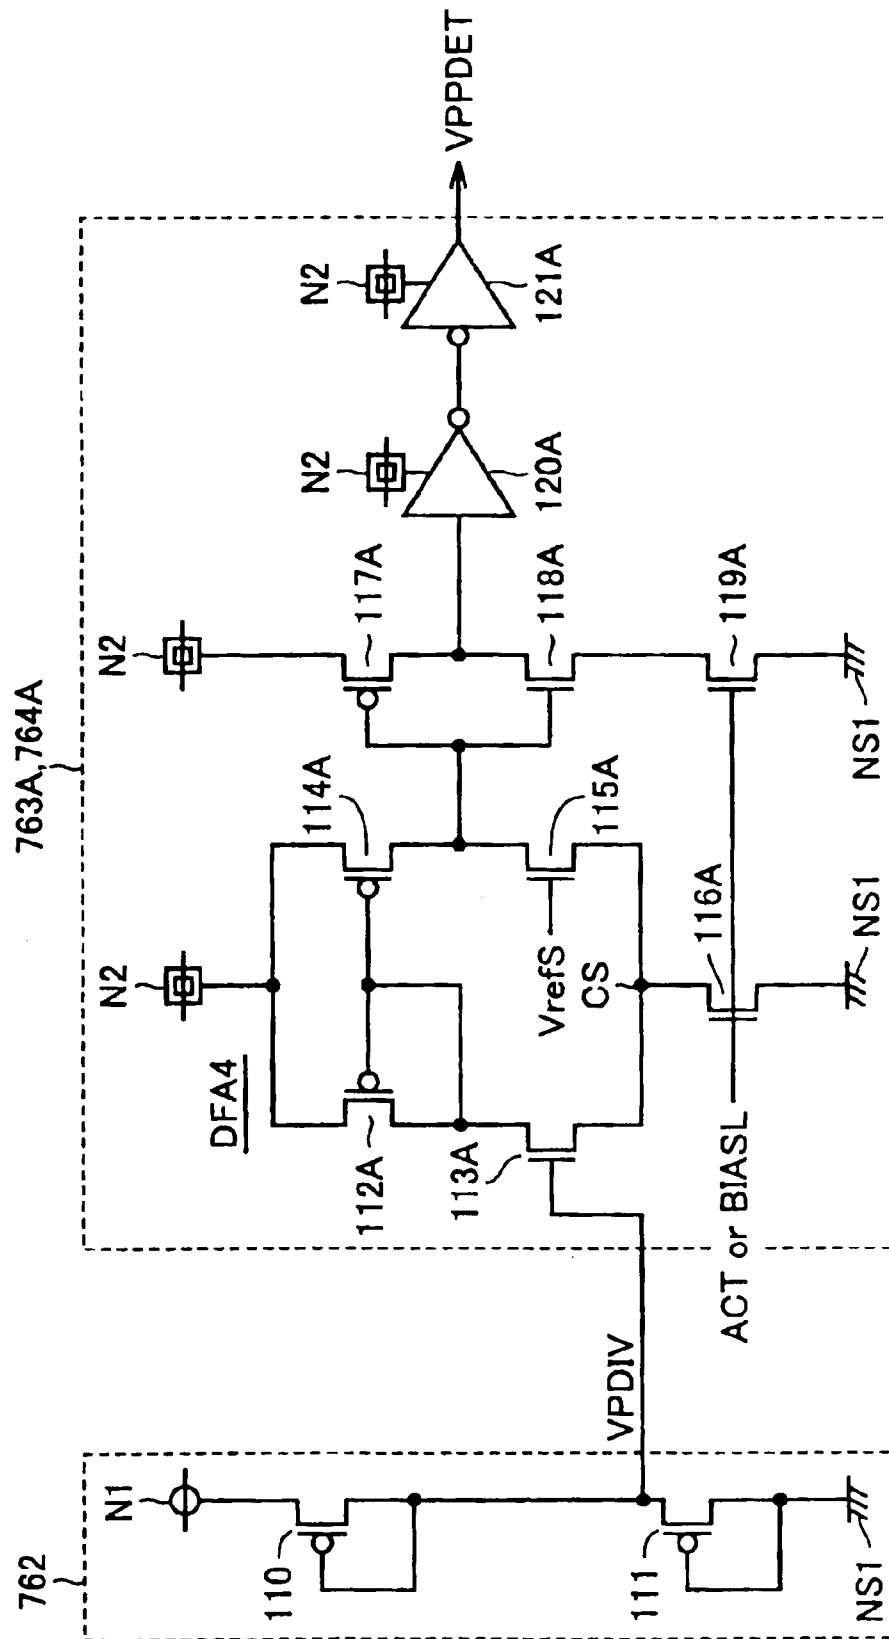 762
N1
110
111
NS1
VPDIV
763A, 764A
DFA4
N2
N2
N2
N2
112A
114A
117A
120A
121A
VPPDET
113A
VrefS
115A
118A
CS
116A
119A
ACT or BIASL
NS1
NS1